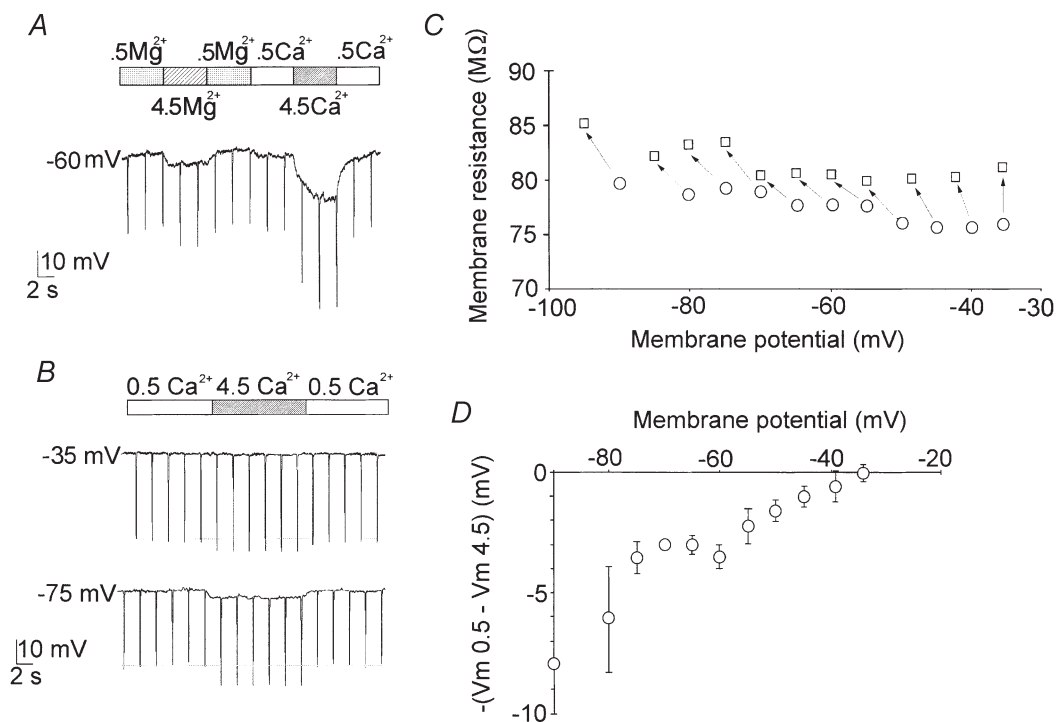 A
.5Mg2+ .5Mg2+ .5Ca2+ .5Ca2+
4.5Mg2+ 4.5Ca2+
-60 mV
10 mV
2 s
B
0.5 Ca2+ 4.5 Ca2+ 0.5 Ca2+
-35 mV
-75 mV
10 mV
2 s
C
Membrane resistance (MΩ)
90
85
80
75
70
-100 -80 -60 -40 -30
Membrane potential (mV)
D
Membrane potential (mV)
-80 -60 -40 -20
0
-5
-10
-(Vm 0.5 - Vm 4.5) (mV)